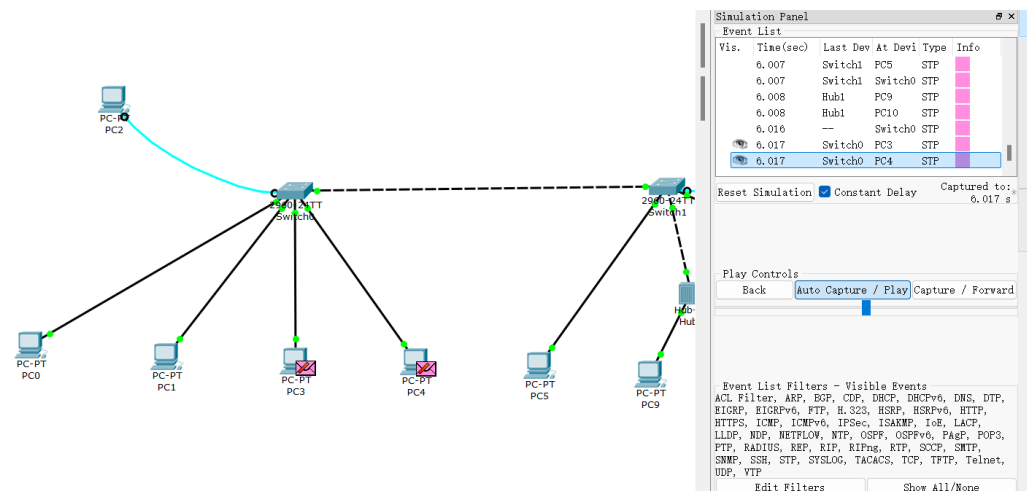 Simulation Panel
Event List
Vis. Time(sec) Last Dev At Devi Type Info
6.007 Switch1 PC5 STP
6.007 Switch1 Switch0 STP
6.008 Hub1 PC9 STP
6.008 Hub1 PC10 STP
6.016 -- Switch0 STP
6.017 Switch0 PC3 STP
6.017 Switch0 PC4 STP
Reset Simulation Constant Delay Captured to:
6.017 s
*
Play Controls
Back Auto Capture / Play Capture / Forward
Event List Filters - Visible Events
ACL Filter, ARP, BGP, CDP, DHCP, DHCPv6, DNS, DTP,
EIGRP, EIGRPv6, FTP, H.323, HSRP, HSRPv6, HTTP,
HTTPS, ICMP, ICMPv6, IPSec, ISAKMP, IoE, LACP,
LLDP, NDP, NETFLOW, NTP, OSPF, OSPFv6, PAgP, POP3,
PTP, RADIUS, REP, RIP, RIPng, RTP, SCCP, SMTP,
SNMP, SSH, STP, SYSLOG, TACACS, TCP, TFTP, Telnet,
UDP, VTP
Edit Filters Show All/None
PC-PT
PC2
2960-24TT
Switch0
2960-24TT
Switch1
Hub-
Hub
PC-PT
PC0
PC-PT
PC1
PC-PT
PC3
PC-PT
PC4
PC-PT
PC5
PC-PT
PC9